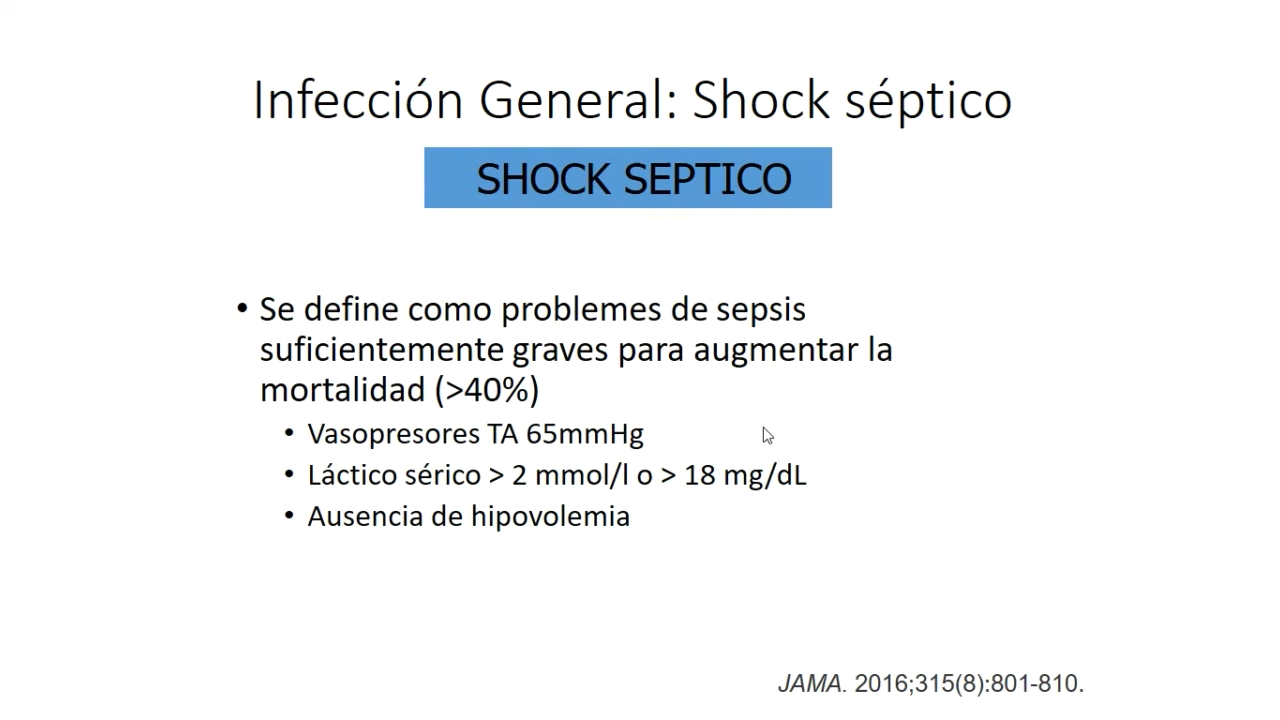 Infección General: Shock séptico
SHOCK SEPTICO
• Se define como problemes de sepsis
suficientemente graves para augmentar la
mortalidad (>40%)
• Vasopresores TA 65mmHg
• Láctico sérico > 2 mmol/l o > 18 mg/dL
• Ausencia de hipovolemia
JAMA. 2016;315(8):801-810.